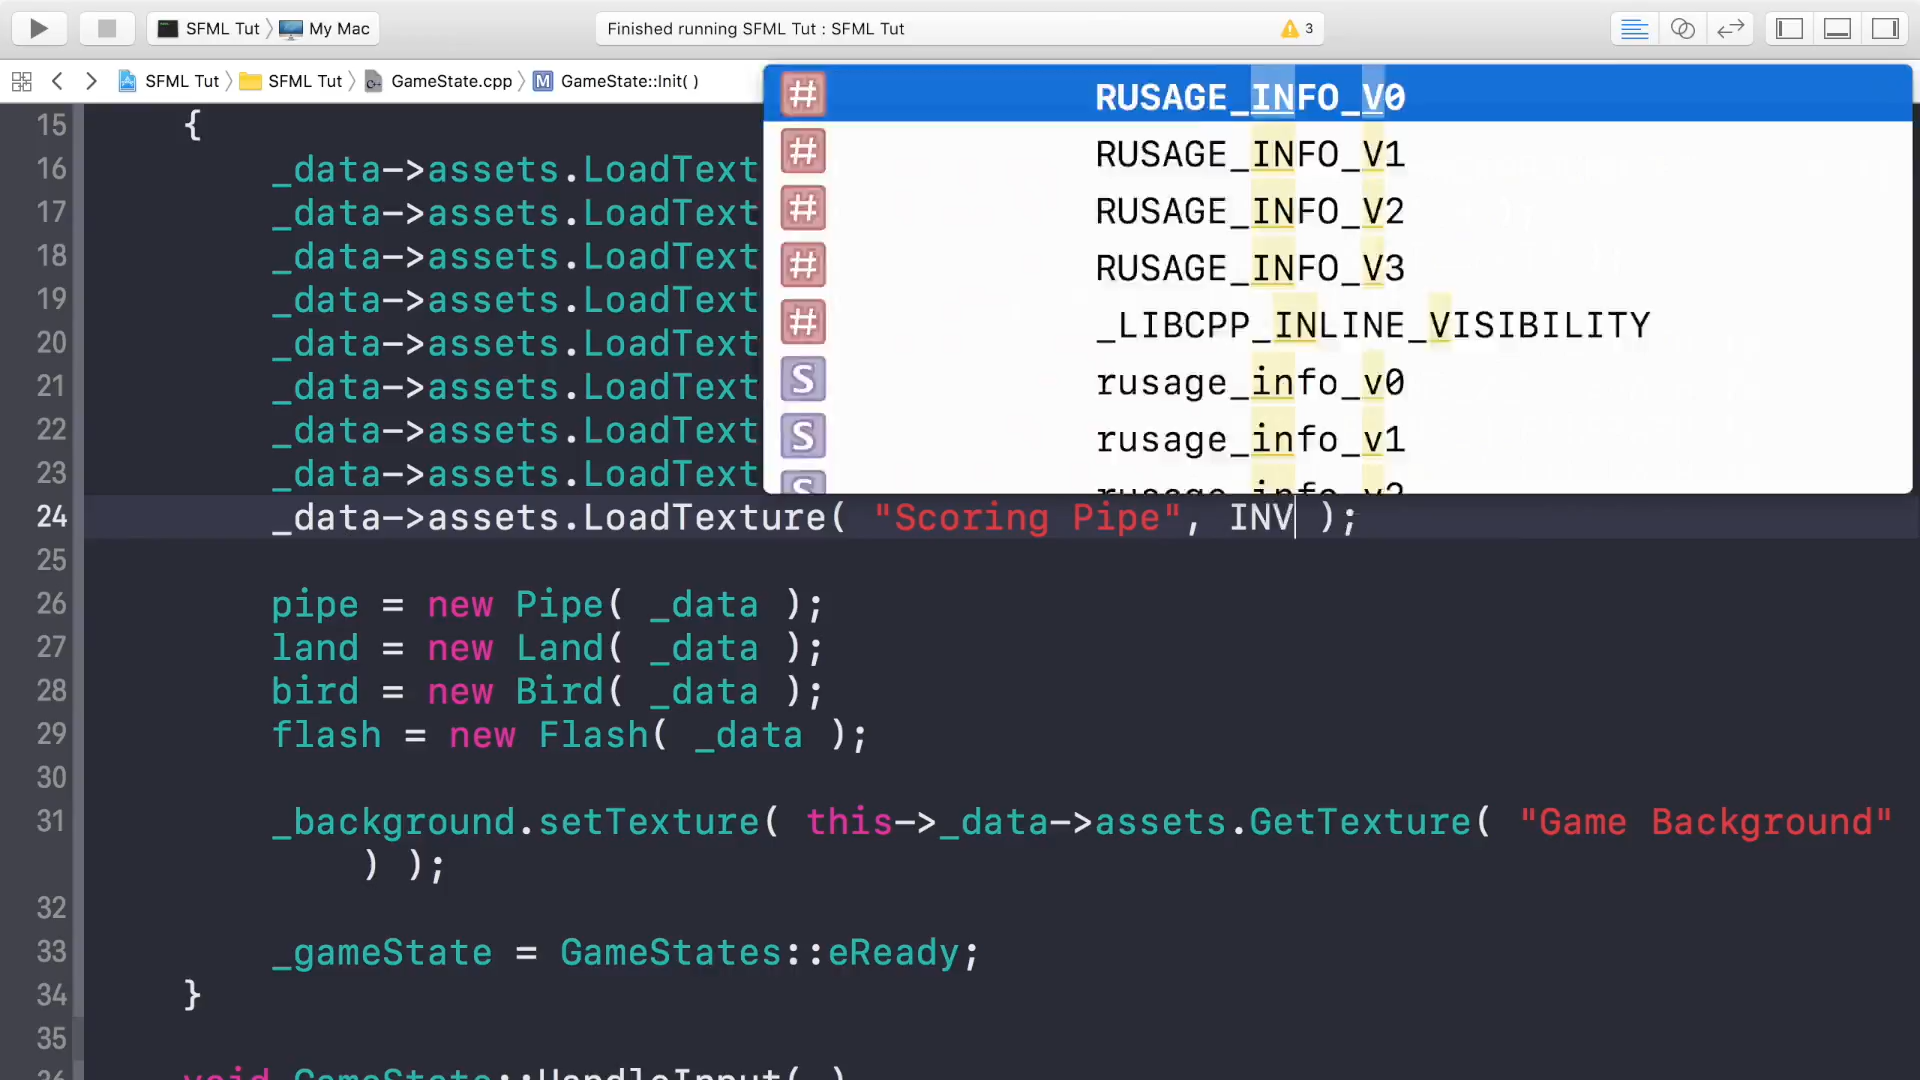 SFML Tut My Mac Finished running SFML Tut : SFML Tut 3
SFML Tut SFML Tut GameState.cpp M GameState::Init( )
# RUSAGE_INFO_V0
# RUSAGE_INFO_V1
# RUSAGE_INFO_V2
# RUSAGE_INFO_V3
# _LIBCPP_INLINE_VISIBILITY
S rusage_info_v0
S rusage_info_v1
S rusage_info_v2
15 {
16 _data->assets.LoadText
17 _data->assets.LoadText
18 _data->assets.LoadText
19 _data->assets.LoadText
20 _data->assets.LoadText
21 _data->assets.LoadText
22 _data->assets.LoadText
23 _data->assets.LoadText
24 _data->assets.LoadTexture( "Scoring Pipe", INV );
25
26 pipe = new Pipe( _data );
27 land = new Land( _data );
28 bird = new Bird( _data );
29 flash = new Flash( _data );
30
31 _background.setTexture( this->_data->assets.GetTexture( "Game Background"
) );
32
33 _gameState = GameStates::eReady;
34 }
35
36 void GameState::HandleInput( )